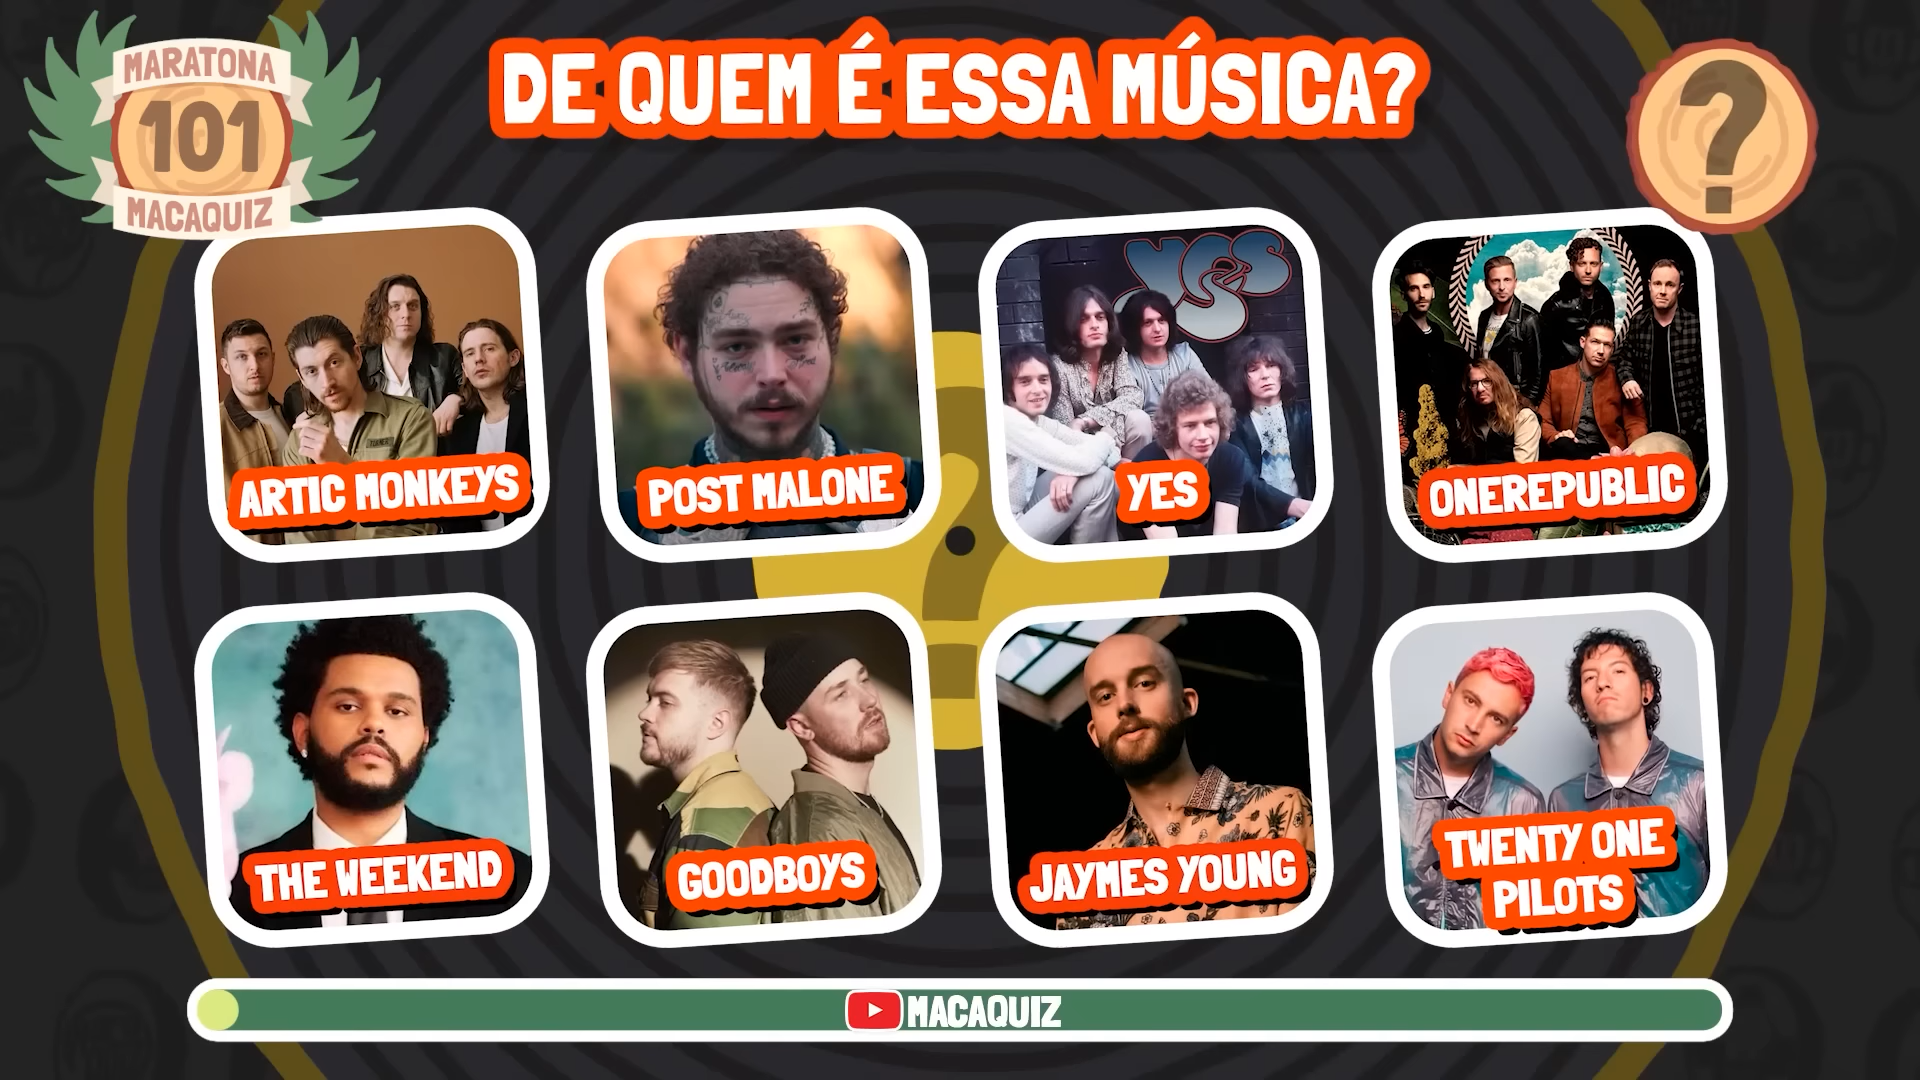 MARATONA
101
MACAQUIZ
DE QUEM É ESSA MÚSICA?
?
ARTIC MONKEYS
POST MALONE
YES
YES
ONEREPUBLIC
THE WEEKEND
GOODBOYS
JAYMES YOUNG
TWENTY ONE
PILOTS
MACAQUIZ